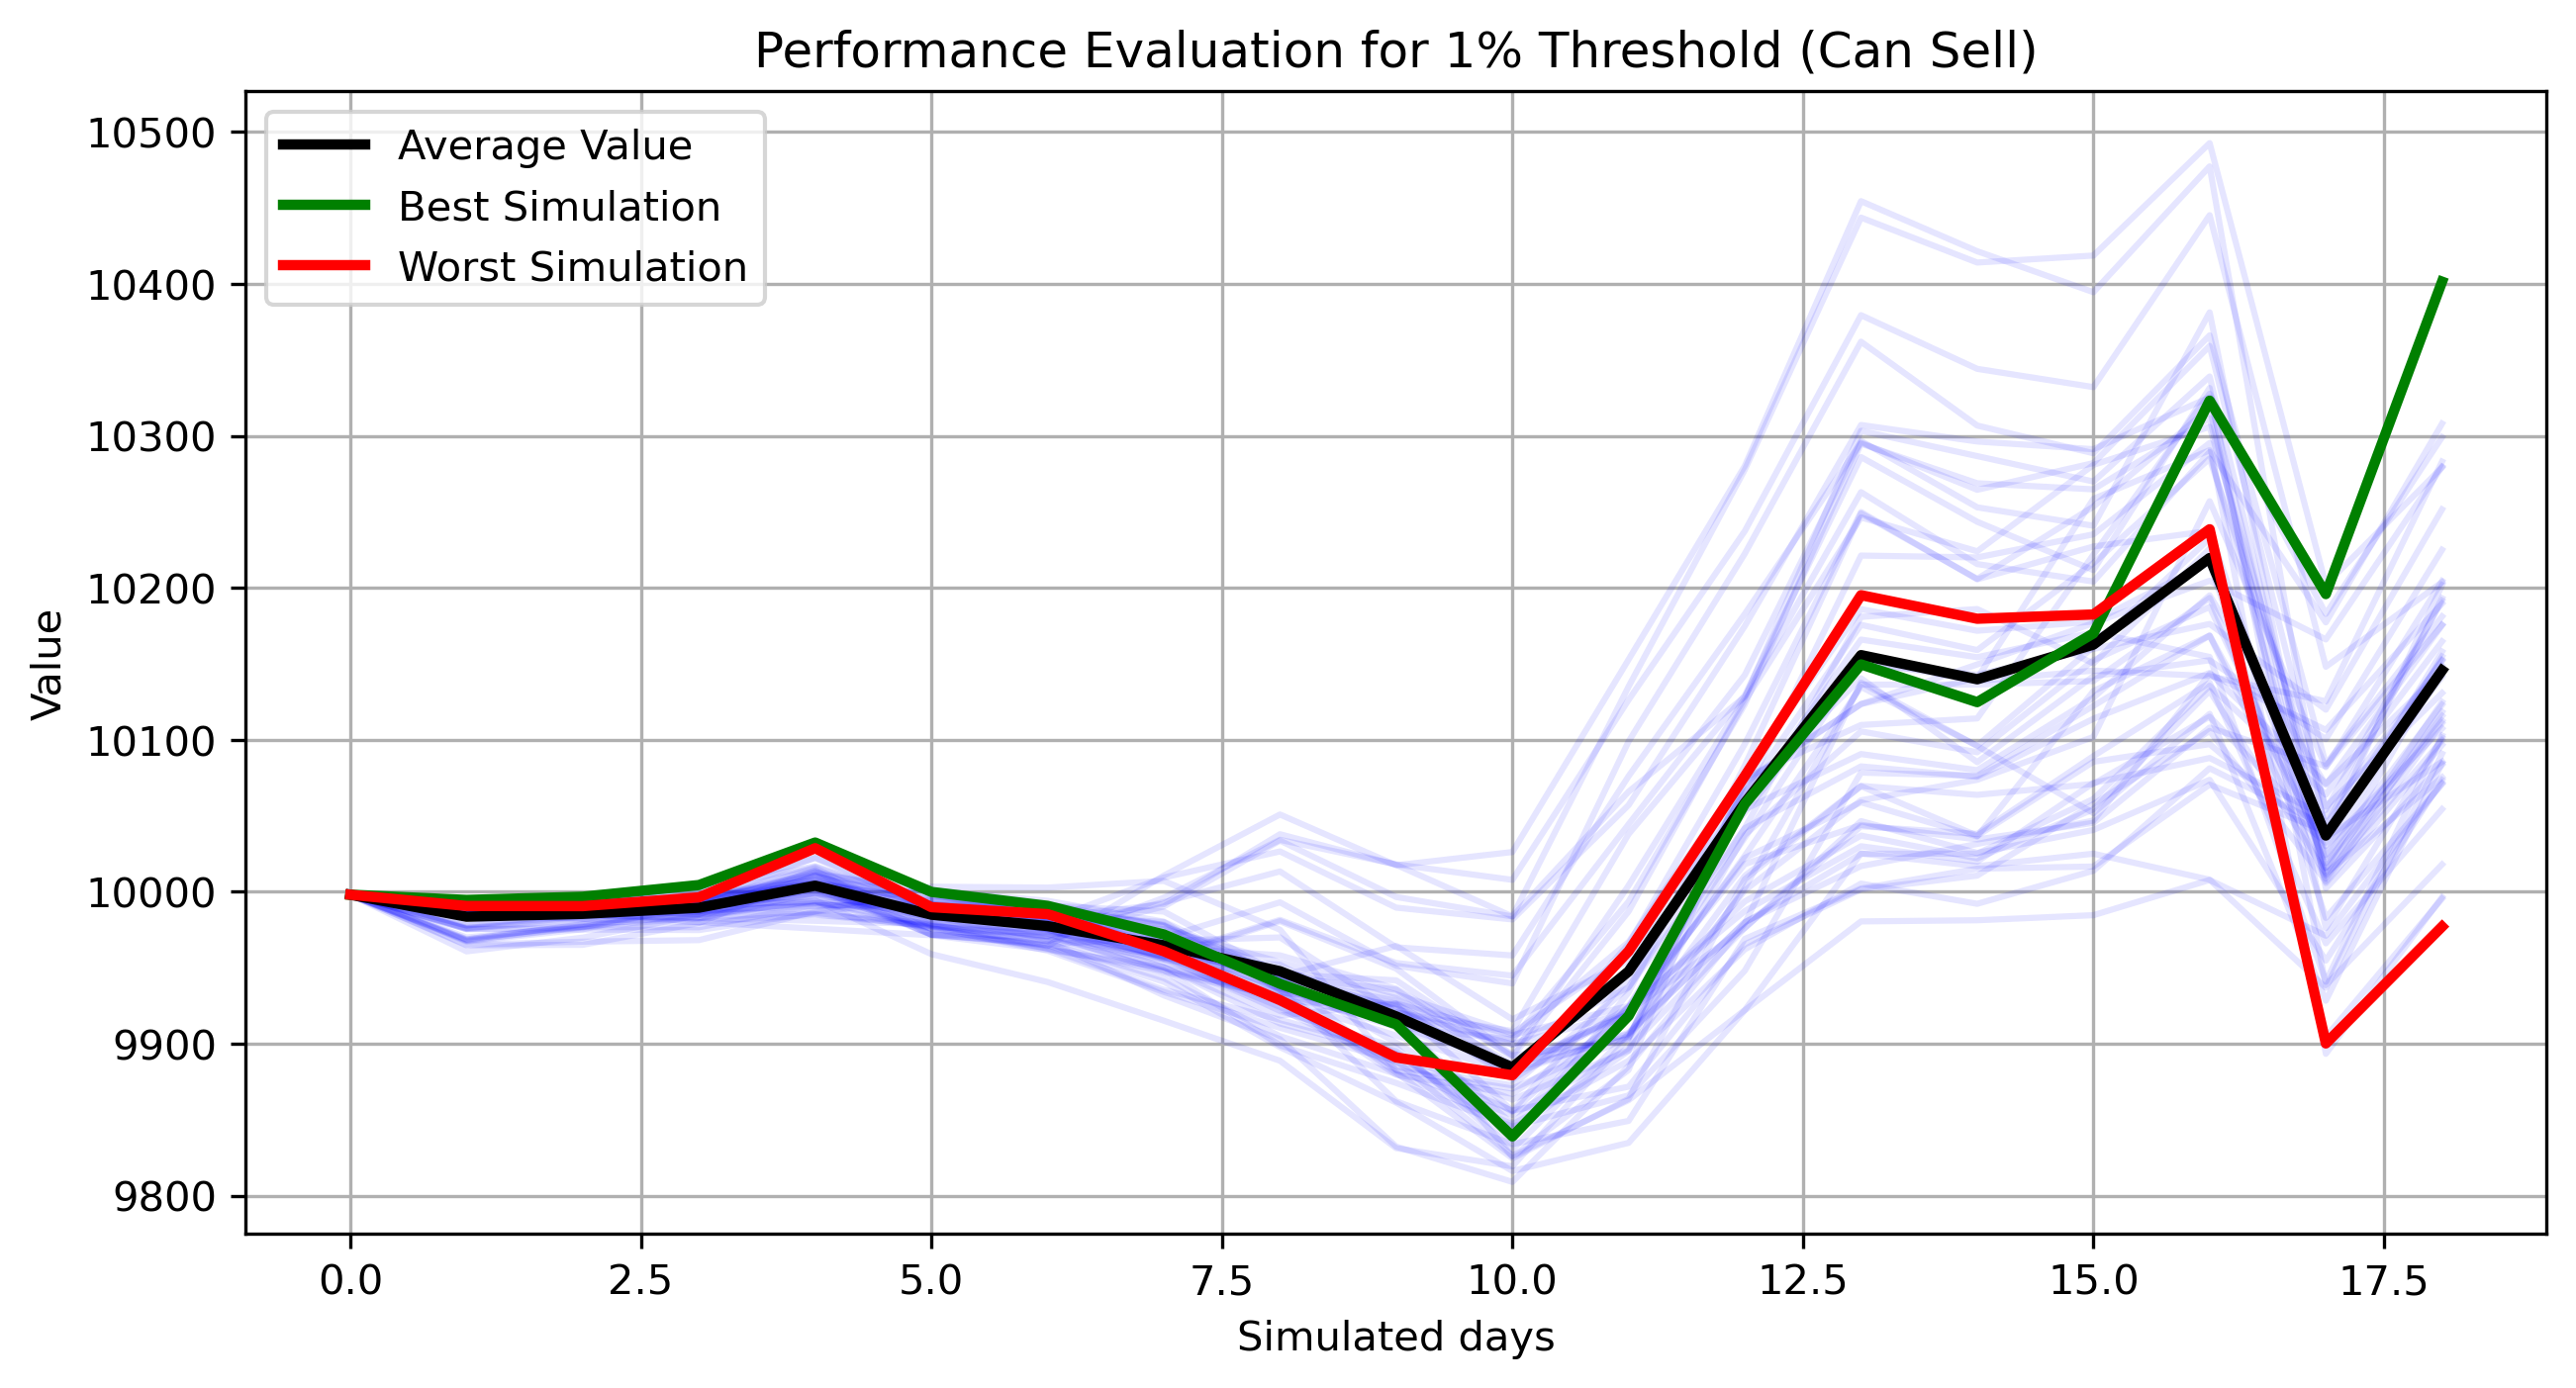 Performance Evaluation for 1% Threshold (Can Sell)
Average Value
Best Simulation
Worst Simulation
10500
10400
10300
10200
10100
10000
9900
9800
Value
0.0 2.5 5.0 7.5 10.0 12.5 15.0 17.5
Simulated days